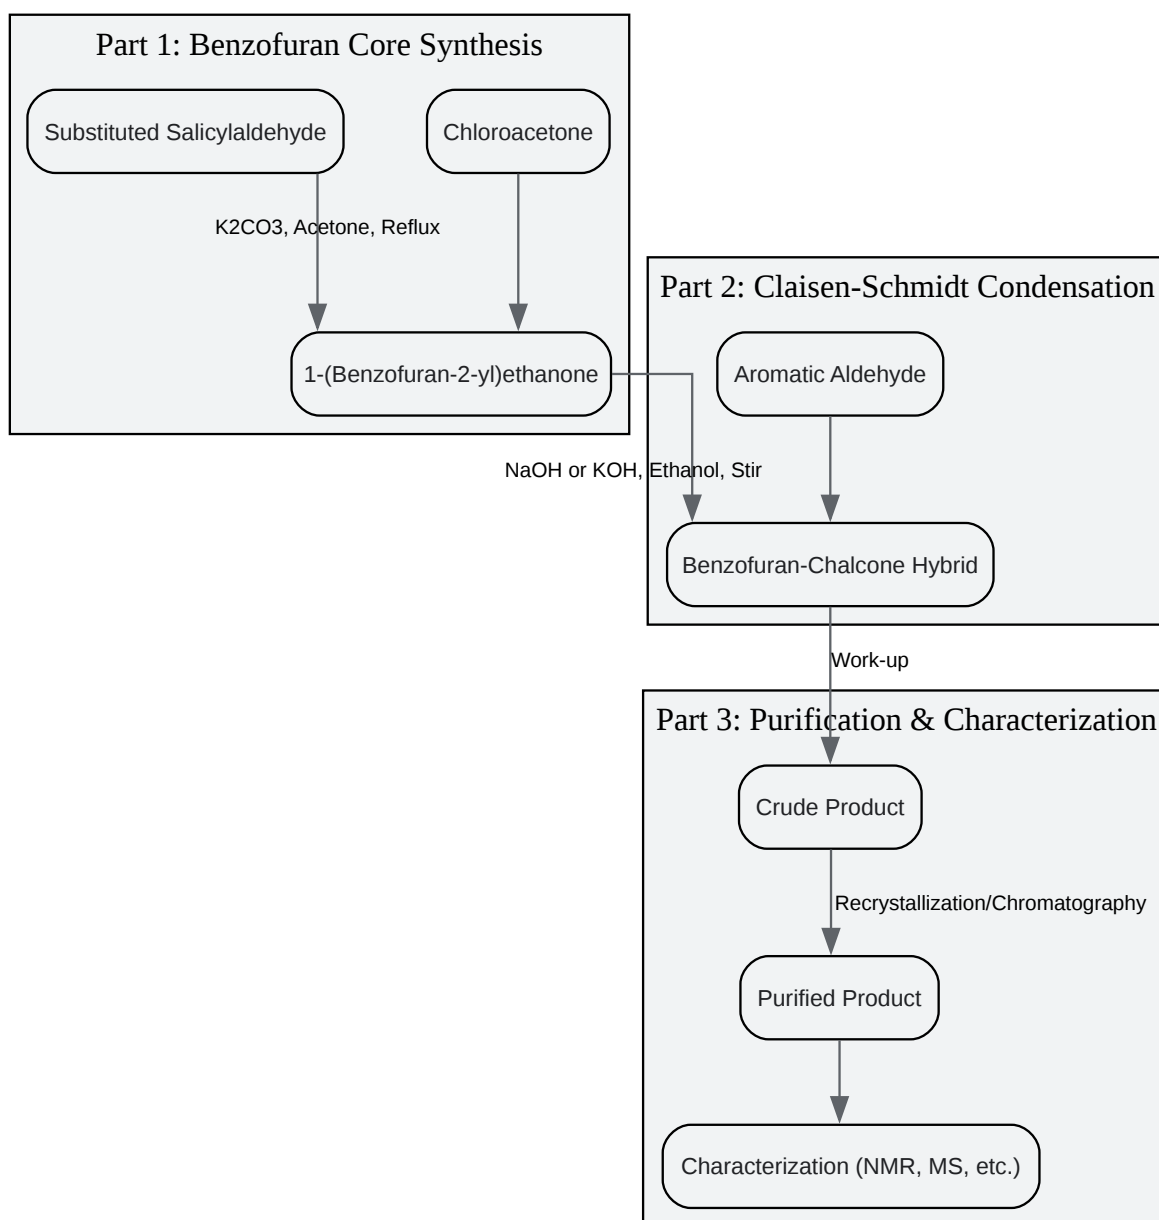 Part 1: Benzofuran Core Synthesis
Substituted Salicylaldehyde
Chloroacetone
K2CO3, Acetone, Reflux
1-(Benzofuran-2-yl)ethanone
Part 2: Claisen-Schmidt Condensation
Aromatic Aldehyde
NaOH or KOH, Ethanol, Stir
Benzofuran-Chalcone Hybrid
Work-up
Part 3: Purification & Characterization
Crude Product
Recrystallization/Chromatography
Purified Product
Characterization (NMR, MS, etc.)